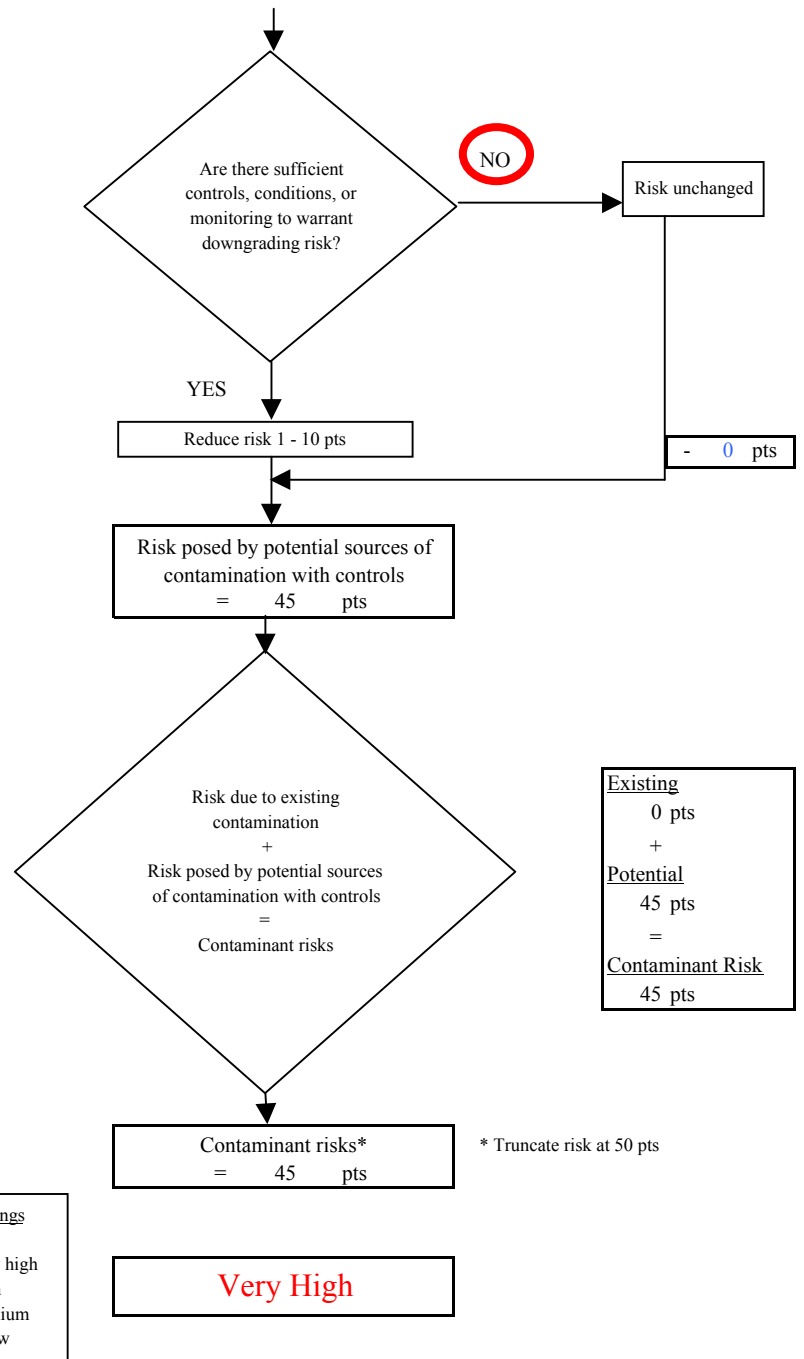 Are there sufficient
controls, conditions, or
monitoring to warrant
downgrading risk?
NO
Risk unchanged
YES
Reduce risk 1 - 10 pts
- 0 pts
Risk posed by potential sources of
contamination with controls
= 45 pts
Risk due to existing
contamination
+
Risk posed by potential sources
of contamination with controls
=
Contaminant risks
Existing
0 pts
+
Potential
45 pts
=
Contaminant Risk
45 pts
Contaminant risks*
= 45 pts
* Truncate risk at 50 pts
high
Very High